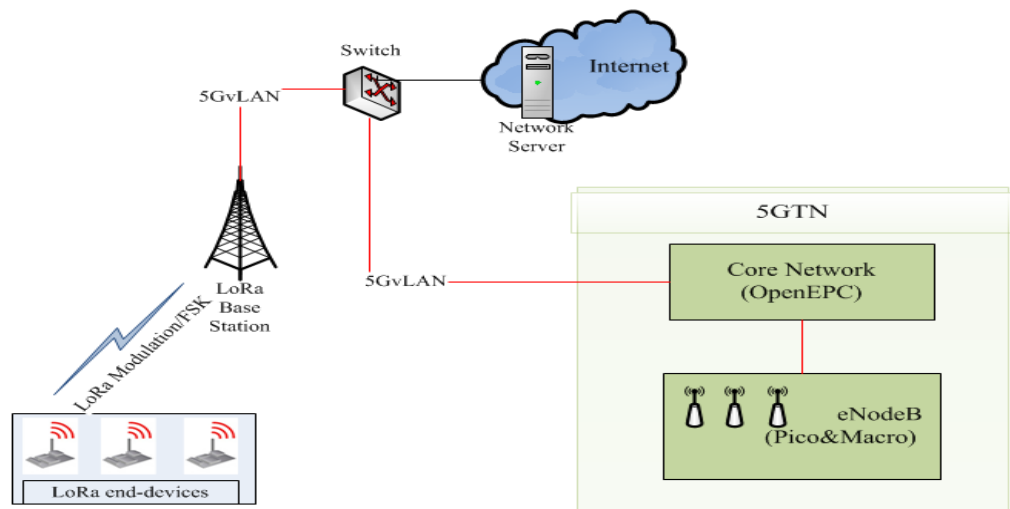 Switch
5GvLAN
Internet
Network
Server
5GTN
LoRa
Base
Station
5GvLAN
Core Network
(OpenEPC)
LoRa Modulation/FSK
eNodeB
(Pico&Macro)
LoRa end-devices